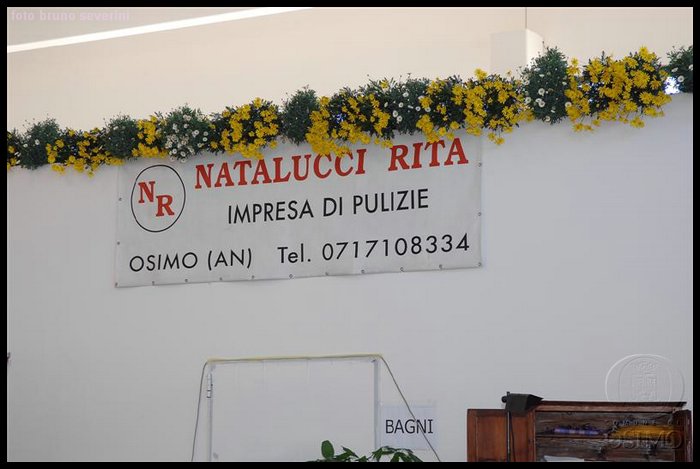 foto bruno severini
NR
NATALUCCI RITA
IMPRESA DI PULIZIE
OSIMO (AN) Tel. 0717108334
BAGNI
OSIMO